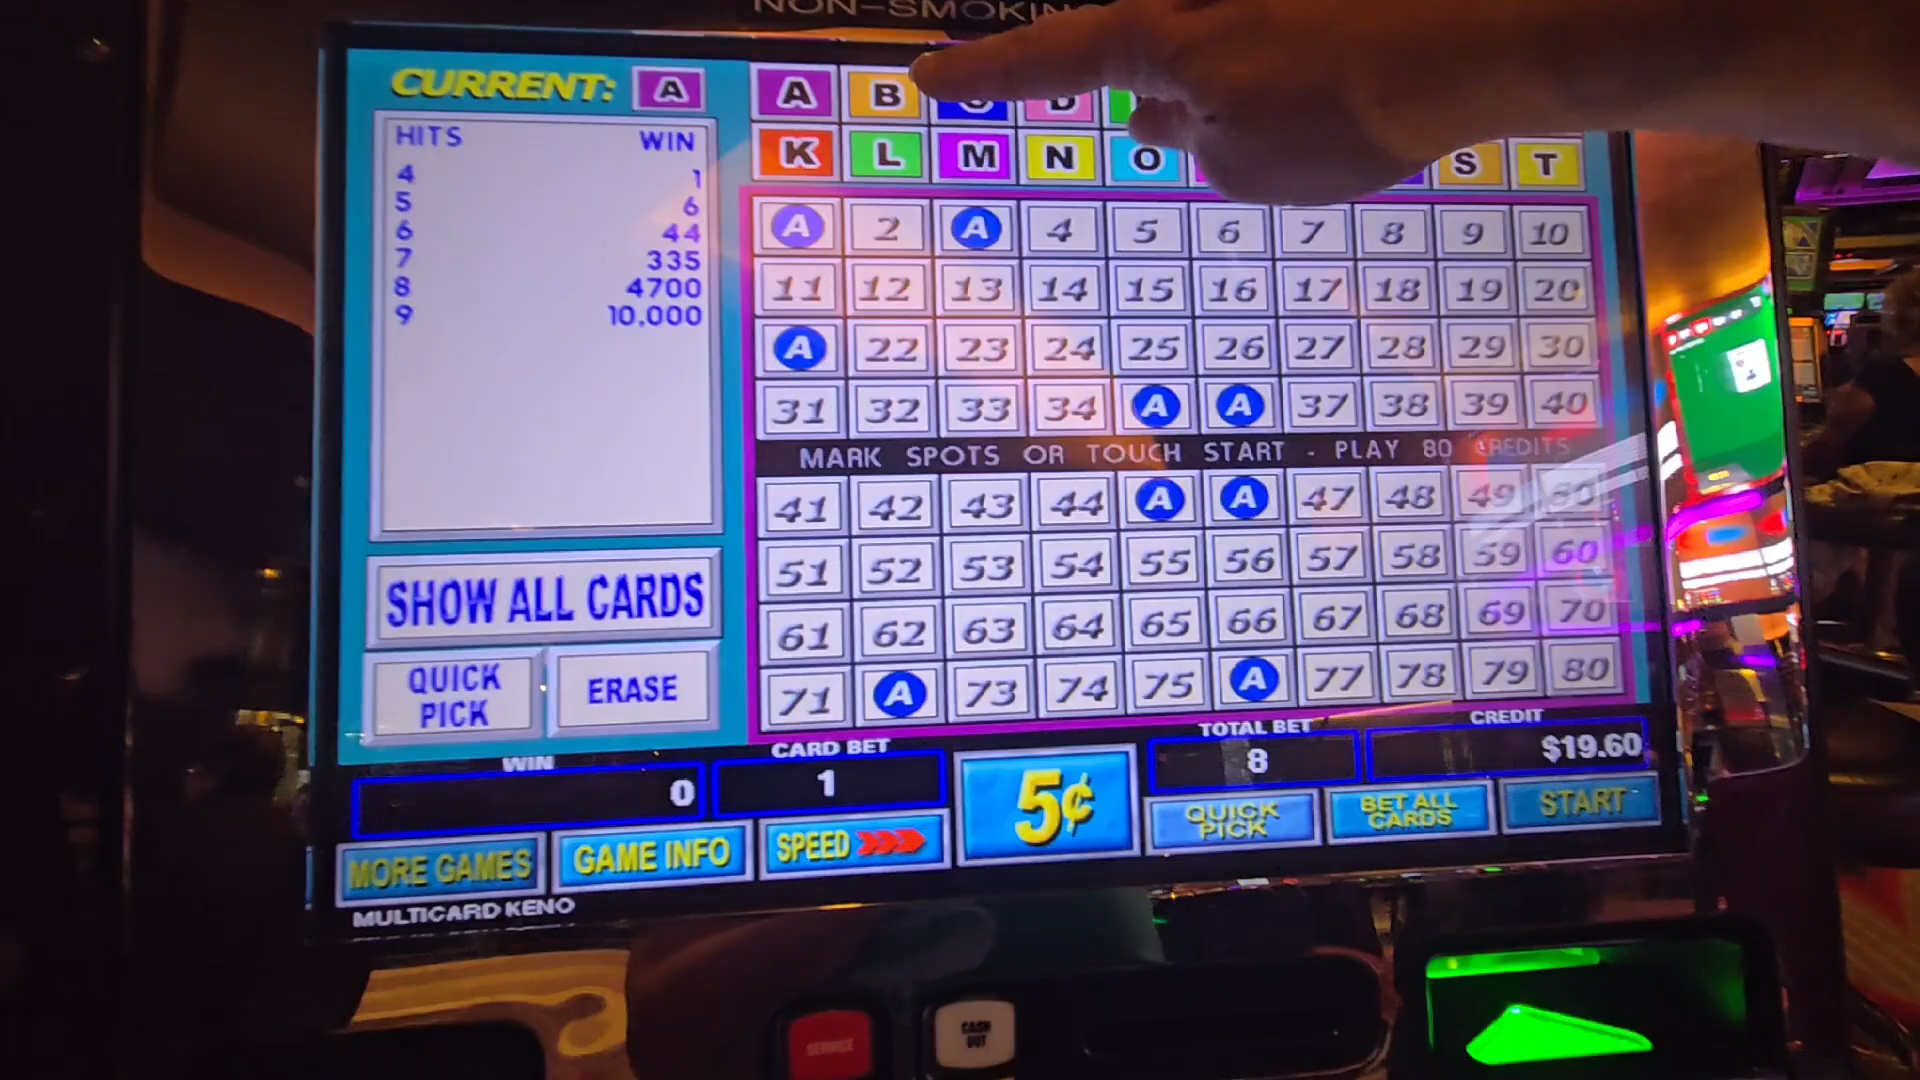 NON-SMOKIN
CURRENT: A
HITS WIN
4 1
5 6
6 44
7 335
8 4700
9 10,000
SHOW ALL CARDS
QUICK PICK
ERASE
A B D
K L M N O S T
A 2 A 4 5 6 7 8 9 10
11 12 13 14 15 16 17 18 19 20
A 22 23 24 25 26 27 28 29 30
31 32 33 34 A A 37 38 39 40
MARK SPOTS OR TOUCH START - PLAY 80 CREDITS
41 42 43 44 A A 47 48 49 50
51 52 53 54 55 56 57 58 59 60
61 62 63 64 65 66 67 68 69 70
71 A 73 74 75 A 77 78 79 80
WIN
0
CARD BET
1
5¢
TOTAL BET
8
CREDIT
$19.60
MORE GAMES
GAME INFO
SPEED
QUICK PICK
BET ALL CARDS
START
MULTICARD KENO
SERVICE
CASH OUT